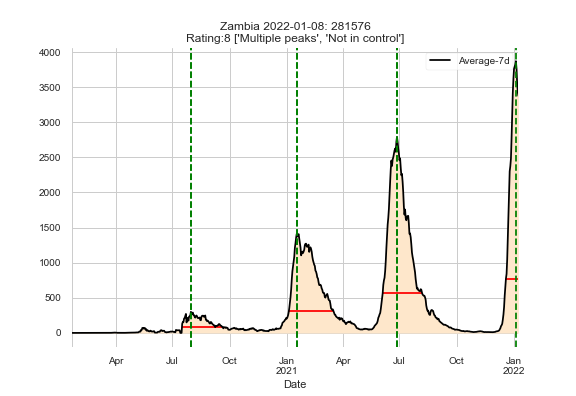 Zambia 2022-01-08: 281576
Rating:8 ['Multiple peaks', 'Not in control']
Average-7d
4000
3500
3000
2500
2000
1500
1000
500
0
Apr Jul Oct Jan Apr Jul Oct Jan
2021 2022
Date